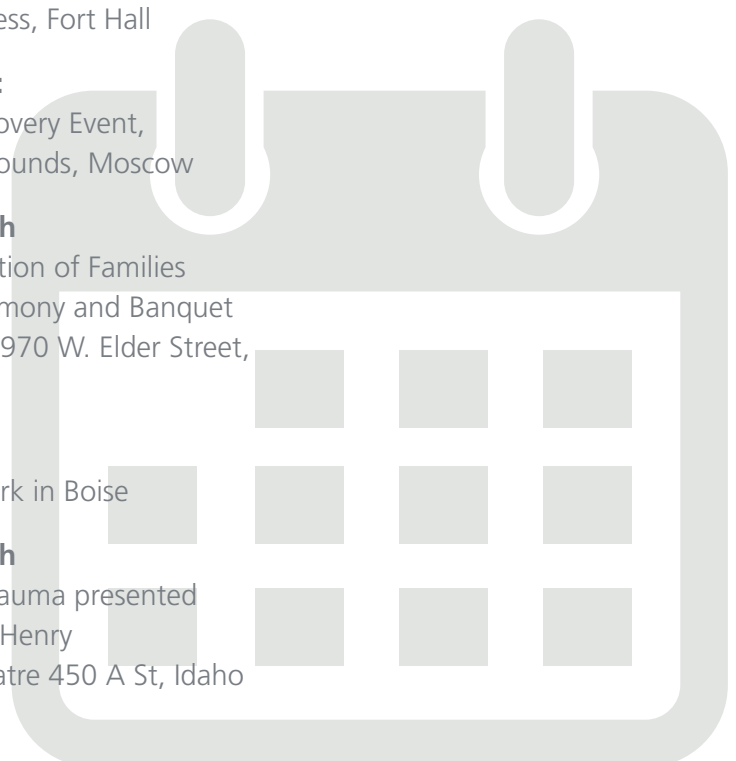 ess, Fort Hall
:
overy Event,
ounds, Moscow
h
tion of Families
mony and Banquet
970 W. Elder Street,
rk in Boise
h
auma presented
Henry
atre 450 A St, Idaho